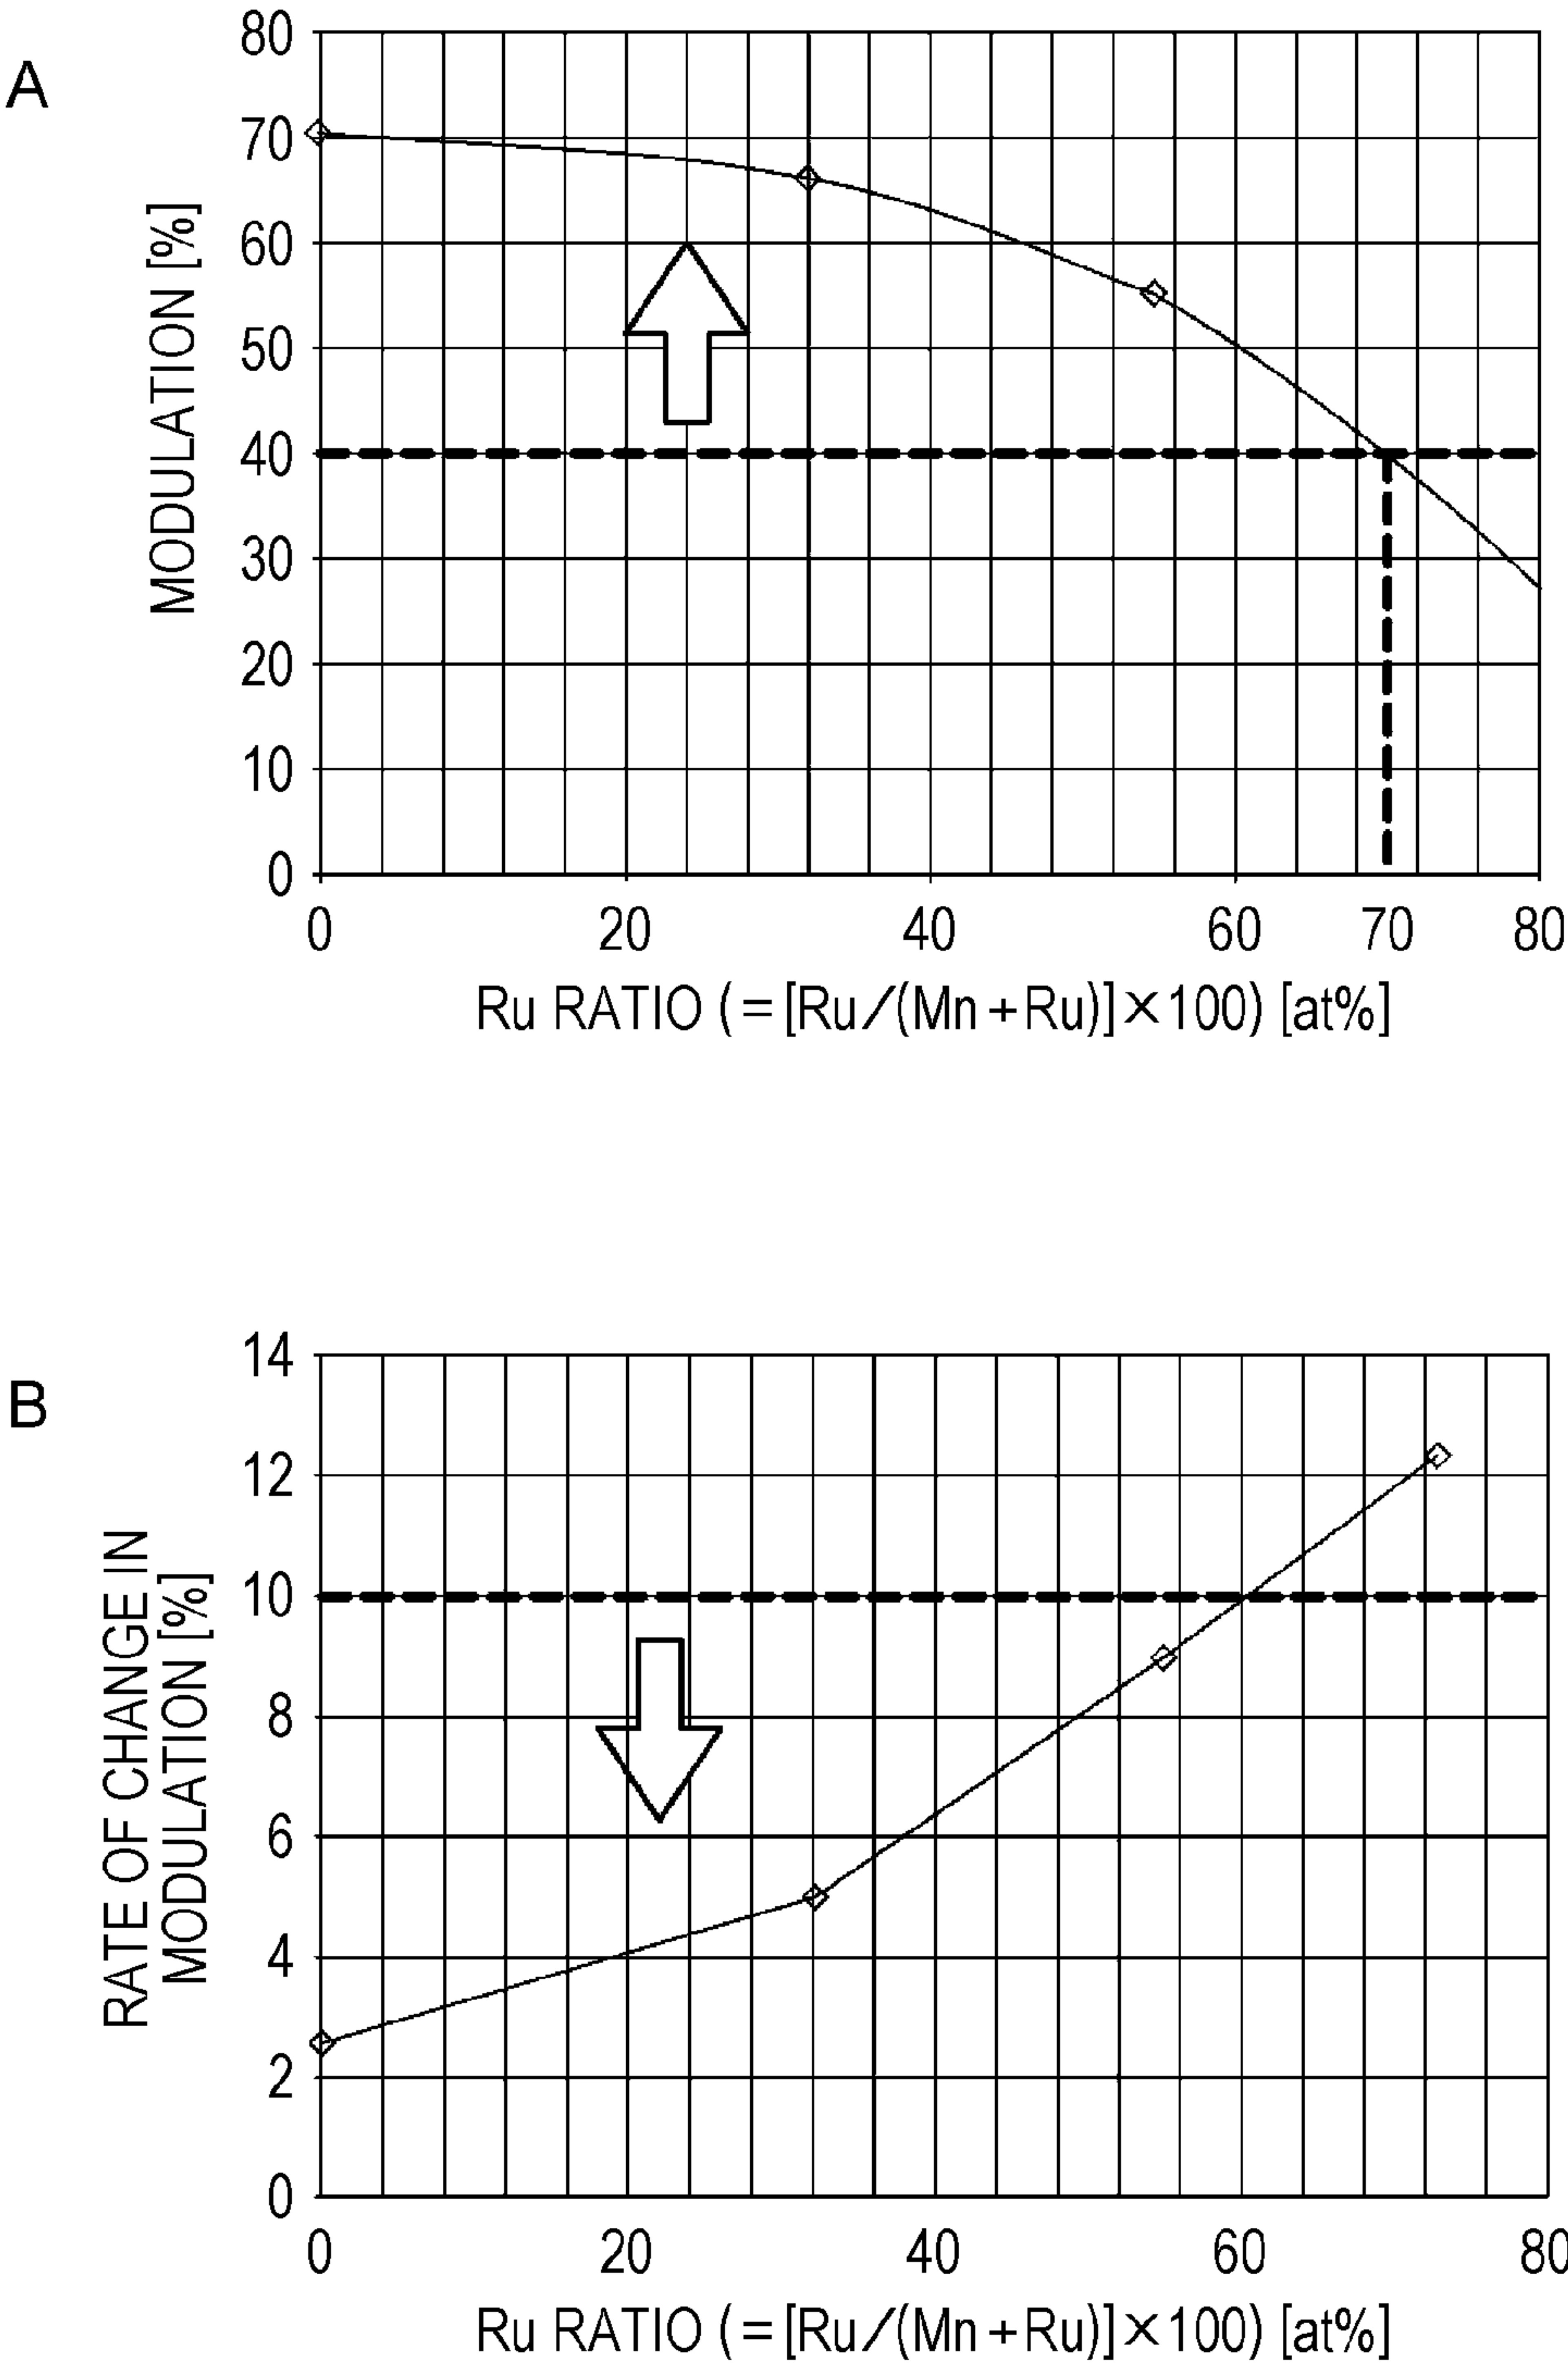 A
80
70
60
50
40
30
20
10
0
MODULATION [%]
0 20 40 60 70 80
Ru RATIO (=[Ru/(Mn+Ru)]×100) [at%]
B
14
12
10
8
6
4
2
0
RATE OF CHANGE IN
MODULATION [%]
0 20 40 60 80
Ru RATIO (=[Ru/(Mn+Ru)]×100) [at%]